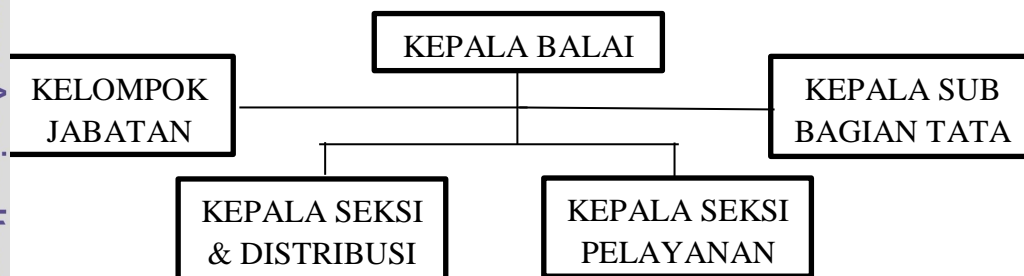 KEPALA BALAI
KELOMPOK
JABATAN
KEPALA SUB
BAGIAN TATA
KEPALA SEKSI
& DISTRIBUSI
KEPALA SEKSI
PELAYANAN